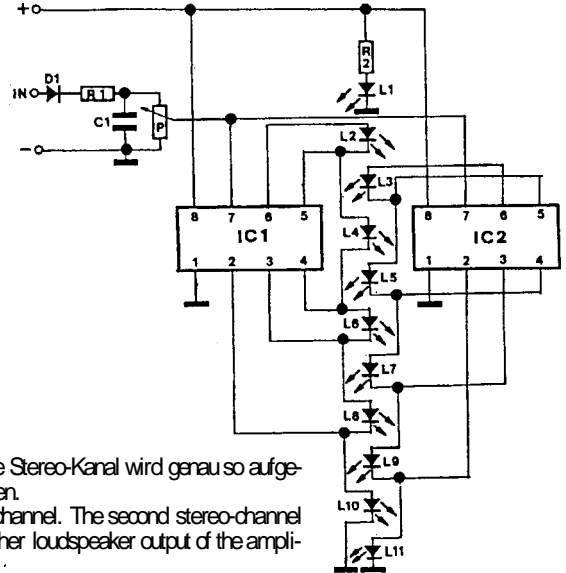 +
R2
L1
IN D1 R1
C1 P
−
L2
L3
L4
L5
L6
L7
L8
L9
L10
L11
8 7 6 5
IC1
1 2 3 4
8 7 6 5
IC2
1 2 3 4
e Stereo-Kanal wird genau so aufge-
en.
channel. The second stereo-channel
her loudspeaker output of the ampli-